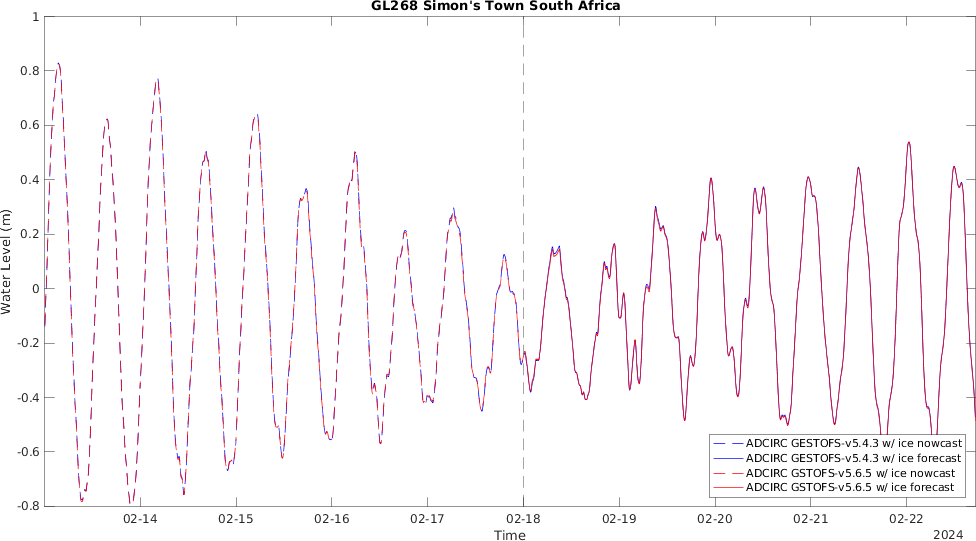 GL268 Simon's Town South Africa
Water Level (m)
1
0.8
0.6
0.4
0.2
0
-0.2
-0.4
-0.6
-0.8
ADCIRC GESTOFS-v5.4.3 w/ ice nowcast
ADCIRC GESTOFS-v5.4.3 w/ ice forecast
ADCIRC GSTOFS-v5.6.5 w/ ice nowcast
ADCIRC GSTOFS-v5.6.5 w/ ice forecast
02-14 02-15 02-16 02-17 02-18 02-19 02-20 02-21 02-22
Time
2024